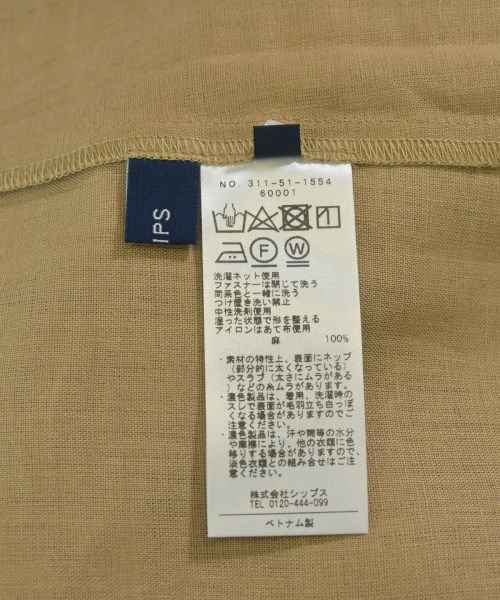 IPS
NO. 311-51-1554
60001
F W
洗濯ネット使用
ファスナーは閉じて洗う
同系色と一緒に洗う
つけ置き洗い禁止
中性洗剤使用
湿った状態で形を整える
アイロンはあて布使用
麻 100%
・素材の特性上、表面にネップ
(部分的に太くなっている)
やスラブ(太さにムラがある
)などの糸ムラがあります。
・濃色製品は、着用、洗濯時の
スレで表面が毛羽立ち白っぽ
くなる場合がありますのでご
注意ください。
・濃色製品は、汗や雨等の水分
や摩擦により、他の衣類に色
移りする場合がありますので、
淡色衣類との組み合せはご注
意ください。
株式会社シップス
TEL 0120-444-099
ベトナム製